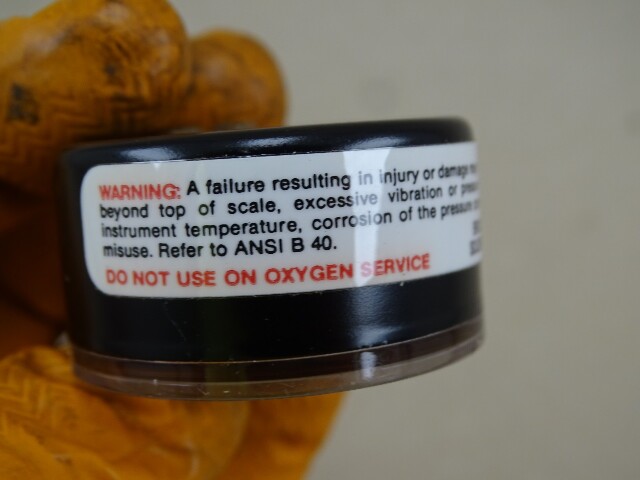 WARNING: A failure resulting in injury or damage
beyond top of scale, excessive vibration or
instrument temperature, corrosion of the pressure
misuse. Refer to ANSI B 40.
DO NOT USE ON OXYGEN SERVICE